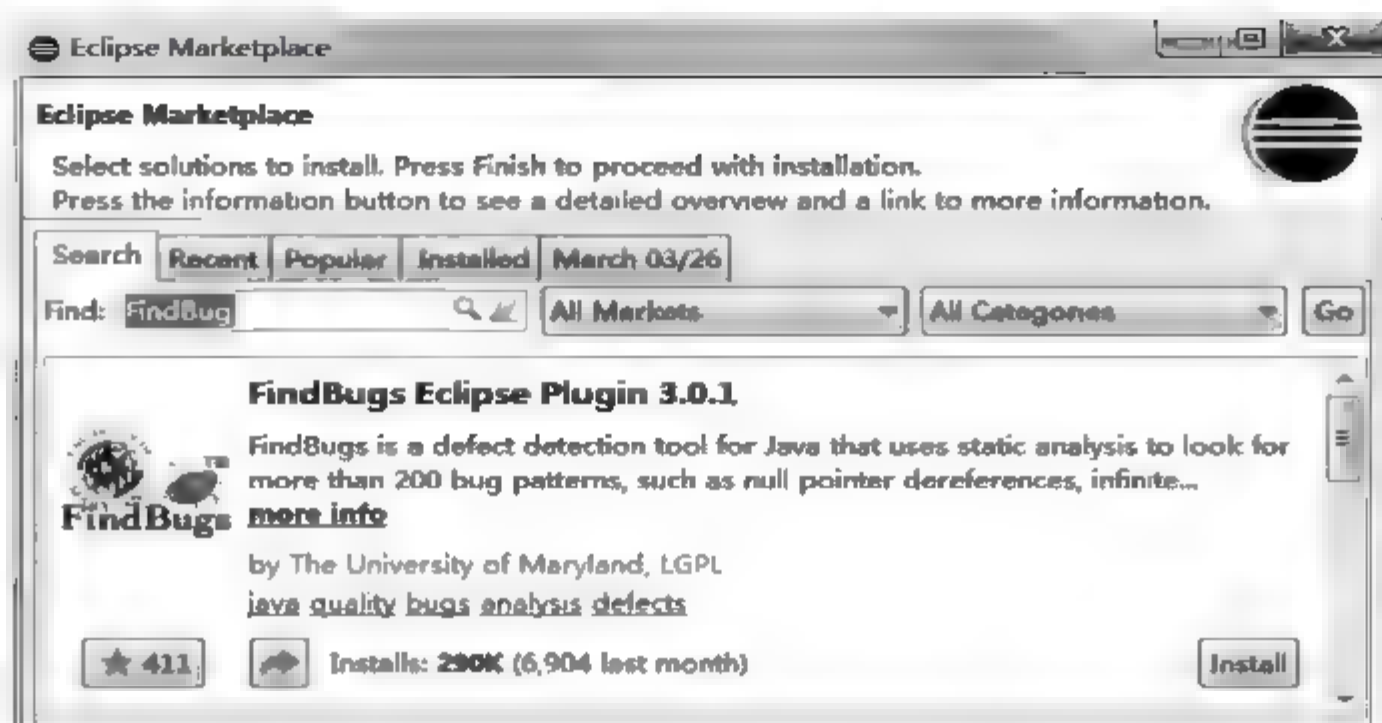 Eclipse Marketplace
Eclipse Marketplace
Select solutions to install. Press Finish to proceed with installation.
Press the information button to see a detailed overview and a link to more information.
Search Recent Popular Installed March 03/26
Find: FindBug All Markets All Categories Go
FindBugs Eclipse Plugin 3.0.1
FindBugs is a defect detection tool for Java that uses static analysis to look for
more than 200 bug patterns, such as null pointer dereferences, infinite...
FindBugs more info
by The University of Maryland, LGPL
java quality bugs analysis defects
411 Installs: 290K (6,904 last month) Install